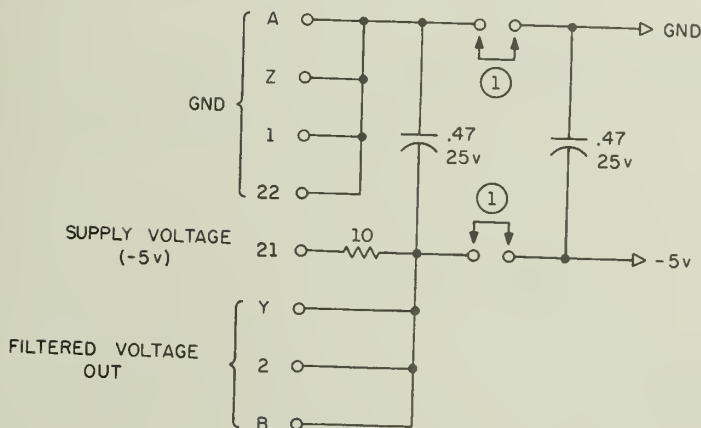 A
GND
Z
①
GND
1
.47
25v
.47
25v
22
①
SUPPLY VOLTAGE
(-5v)
21
10
-5v
Y
FILTERED VOLTAGE
OUT
2
B